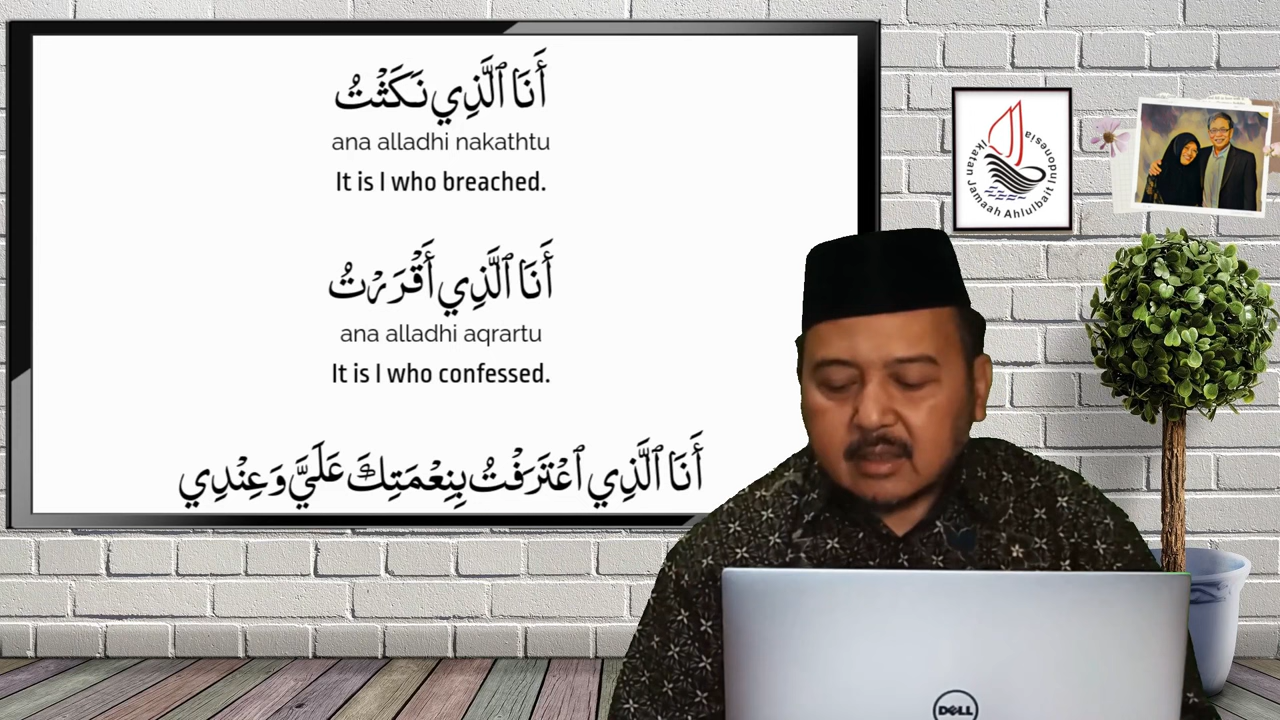 أَنَا ٱلَّذِي نَكَثْتُ
ana alladhi nakathtu
It is I who breached.
أَنَا ٱلَّذِي أَقْرَرْتُ
ana alladhi aqrartu
It is I who confessed.
أَنَا ٱلَّذِي ٱعْتَرَفْتُ بِنِعْمَتِكَ عَلَيَّ وَعِنْدِي
Ikatan Jamaah Ahlulbait Indonesia
DELL